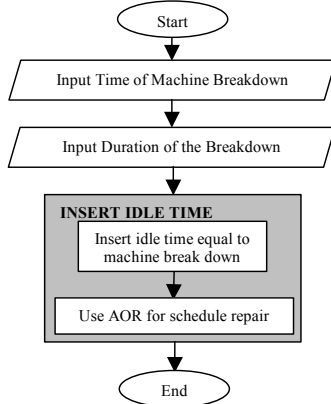 Start
Input Time of Machine Breakdown
Input Duration of the Breakdown
INSERT IDLE TIME
Insert idle time equal to
machine break down
Use AOR for schedule repair
End